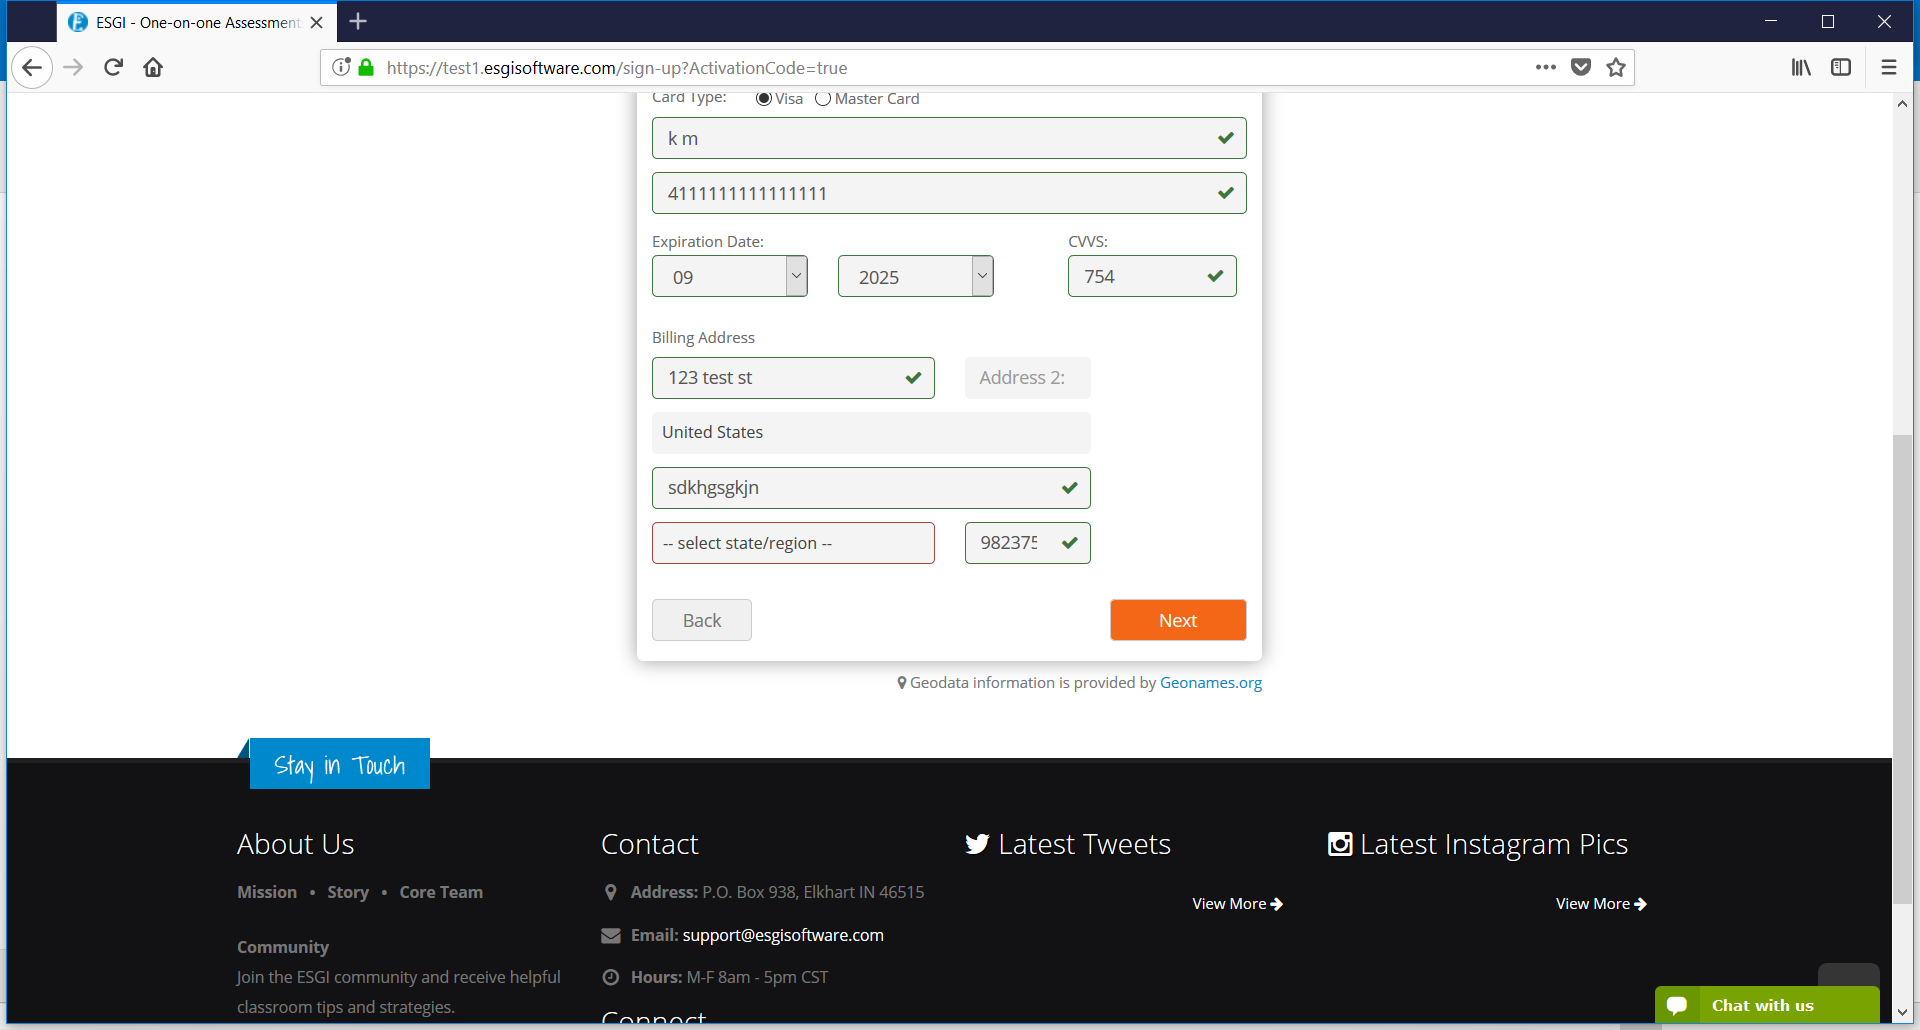 ESGI - One-on-one Assessment
https://test1.esgisoftware.com/sign-up?ActivationCode=true
Card Type: Visa Master Card
k m
4111111111111111
Expiration Date: CVVS:
09 2025 754
Billing Address
123 test st Address 2:
United States
sdkhgsgkjn
-- select state/region -- 982375
Back Next
Geodata information is provided by Geonames.org
Stay in Touch
About Us
Mission • Story • Core Team
Community
Join the ESGI community and receive helpful
classroom tips and strategies.
Contact
Address: P.O. Box 938, Elkhart IN 46515
Email: support@esgisoftware.com
Hours: M-F 8am - 5pm CST
Connect
Latest Tweets
View More
Latest Instagram Pics
View More
Chat with us